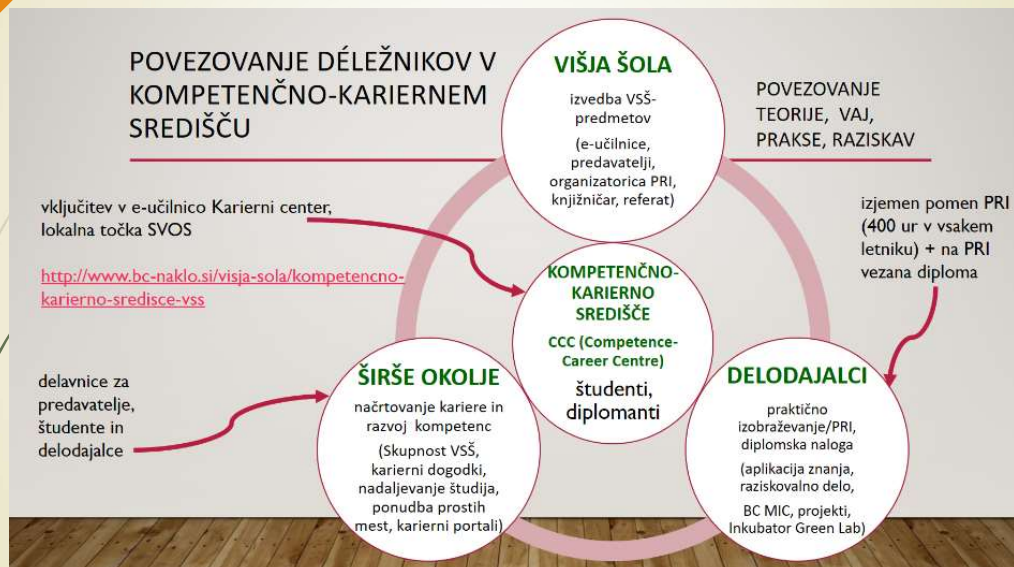 POVEZOVANJE DÉLEŽNIKOV V
KOMPETENČNO-KARIERNEM
SREDIŠČU
VIŠJA ŠOLA
izvedba VSŠ-
predmetov
(e-učilnice,
predavatelji,
organizatorica PRI,
knjižničar, referat)
POVEZOVANJE
TEORIJE, VAJ,
PRAKSE, RAZISKAV
vključitev v e-učilnico Karierni center,
lokalna točka SVOS
http://www.bc-naklo.si/visja-sola/kompetencno-
karierno-sredisce-vss
izjemen pomen PRI
(400 ur v vsakem
letniku) + na PRI
vezana diploma
KOMPETENČNO-
KARIERNO
SREDIŠČE
CCC (Competence-
Career Centre)
študenti,
diplomanti
delavnice za
predavatelje,
študente in
delodajalce
ŠIRŠE OKOLJE
načrtovanje kariere in
razvoj kompetenc
(Skupnost VSŠ,
karierni dogodki,
nadaljevanje študija,
ponudba prostih
mest, karierni portali)
DELODAJALCI
praktično
izobraževanje/PRI,
diplomska naloga
(aplikacija znanja,
raziskovalno delo,
BC MIC, projekti,
Inkubator Green Lab)